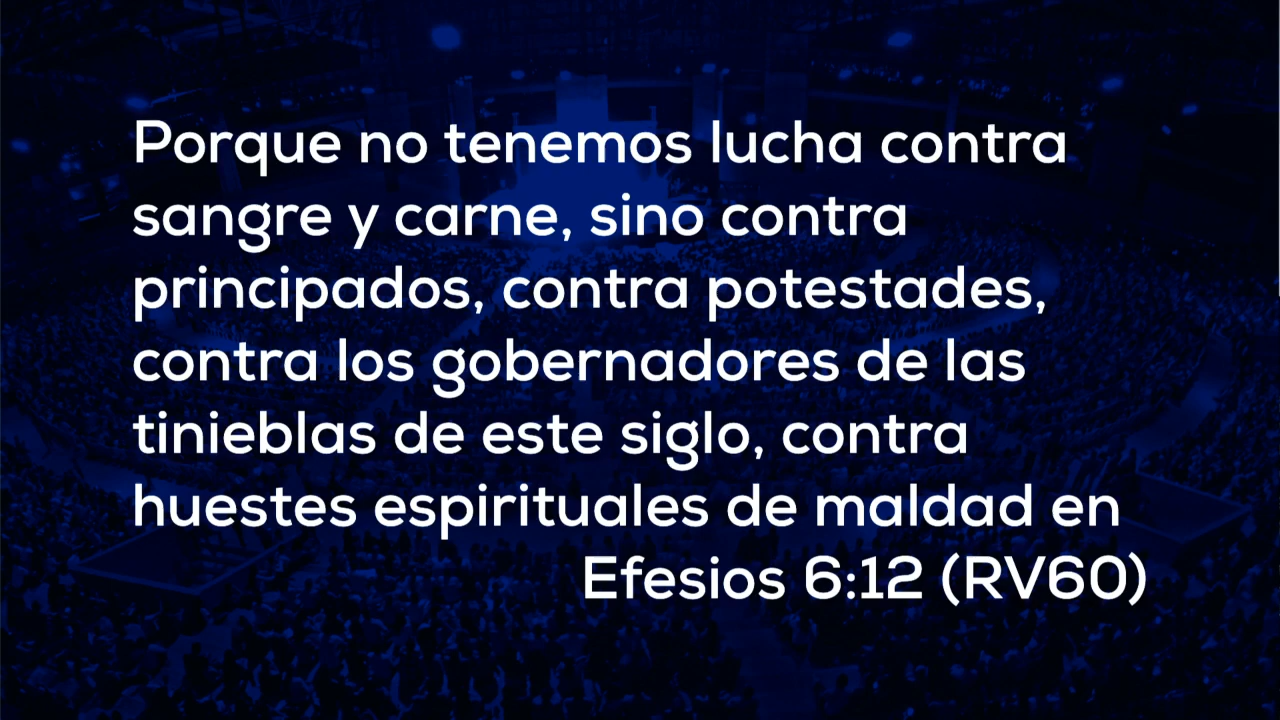 Porque no tenemos lucha contra
sangre y carne, sino contra
principados, contra potestades,
contra los gobernadores de las
tinieblas de este siglo, contra
huestes espirituales de maldad en
Efesios 6:12 (RV60)